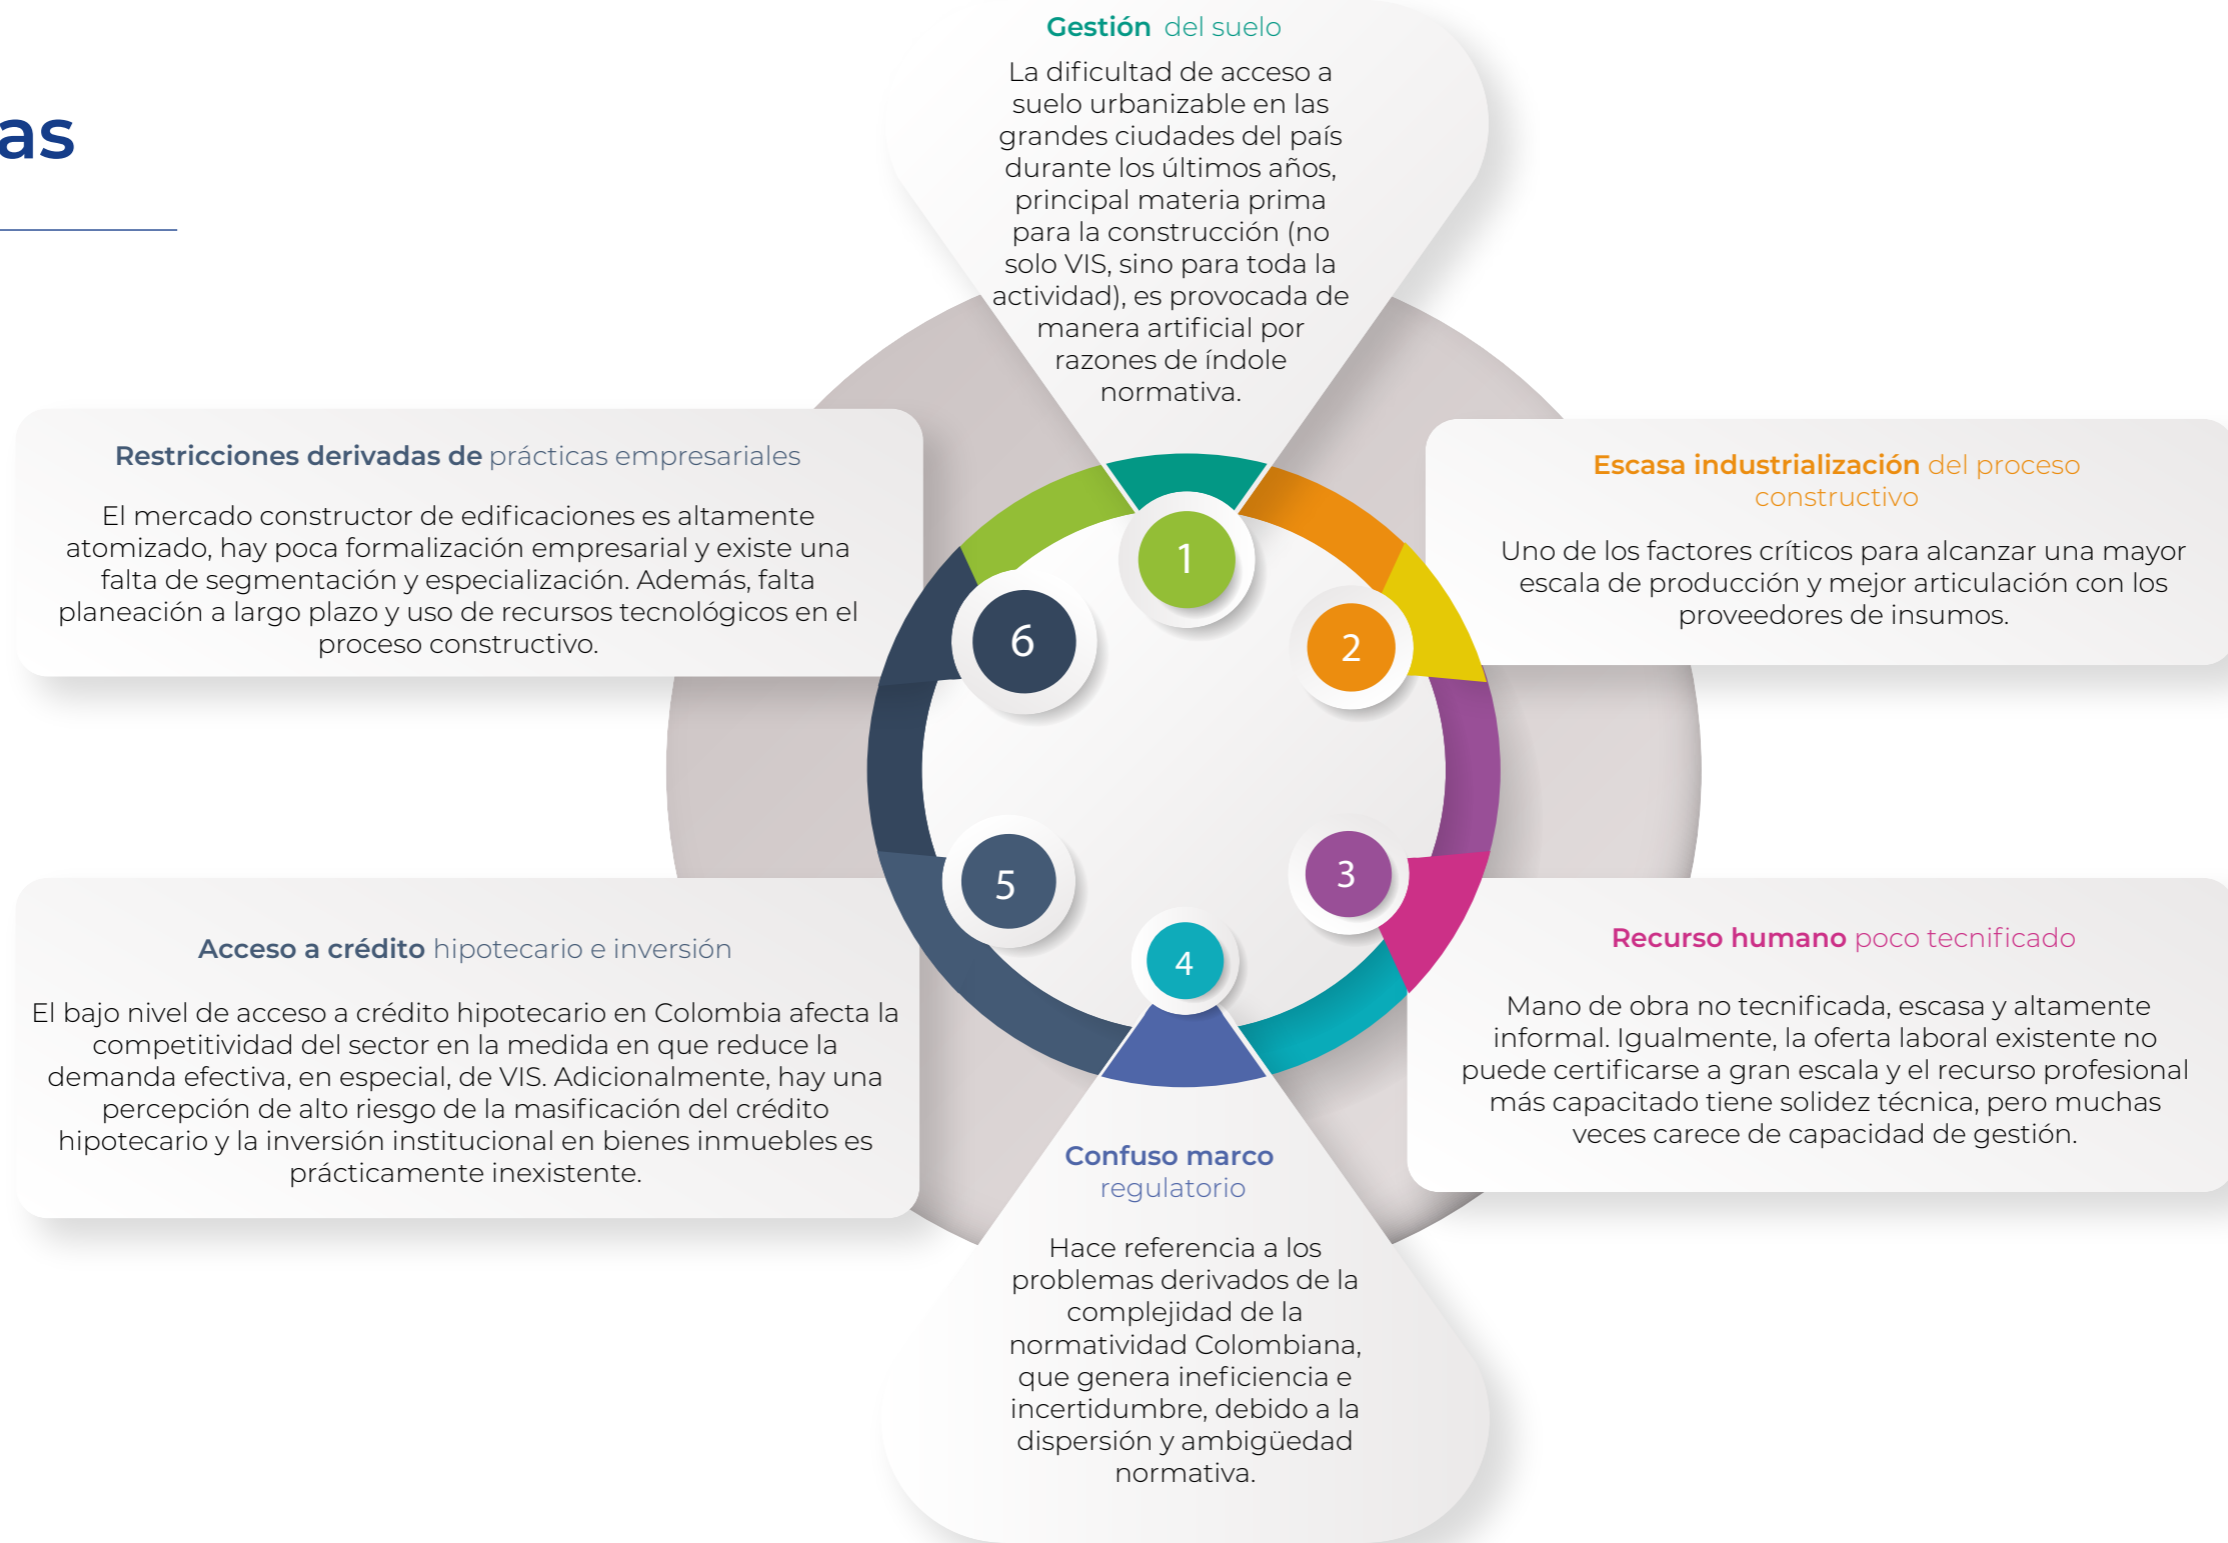 as
Gestión del suelo
La dificultad de acceso a
suelo urbanizable en las
grandes ciudades del país
durante los últimos años,
principal materia prima
para la construcción (no
solo VIS, sino para toda la
actividad), es provocada de
manera artificial por
razones de índole
normativa.
Escasa industrialización del proceso
constructivo
Uno de los factores críticos para alcanzar una mayor
escala de producción y mejor articulación con los
proveedores de insumos.
Recurso humano poco tecnificado
Mano de obra no tecnificada, escasa y altamente
informal. Igualmente, la oferta laboral existente no
puede certificarse a gran escala y el recurso profesional
más capacitado tiene solidez técnica, pero muchas
veces carece de capacidad de gestión.
Confuso marco
regulatorio
Hace referencia a los
problemas derivados de la
complejidad de la
normatividad Colombiana,
que genera ineficiencia e
incertidumbre, debido a la
dispersión y ambigüedad
normativa.
Acceso a crédito hipotecario e inversión
El bajo nivel de acceso a crédito hipotecario en Colombia afecta la
competitividad del sector en la medida en que reduce la
demanda efectiva, en especial, de VIS. Adicionalmente, hay una
percepción de alto riesgo de la masificación del crédito
hipotecario y la inversión institucional en bienes inmuebles es
prácticamente inexistente.
Restricciones derivadas de prácticas empresariales
El mercado constructor de edificaciones es altamente
atomizado, hay poca formalización empresarial y existe una
falta de segmentación y especialización. Además, falta
planeación a largo plazo y uso de recursos tecnológicos en el
proceso constructivo.
1
2
3
4
5
6